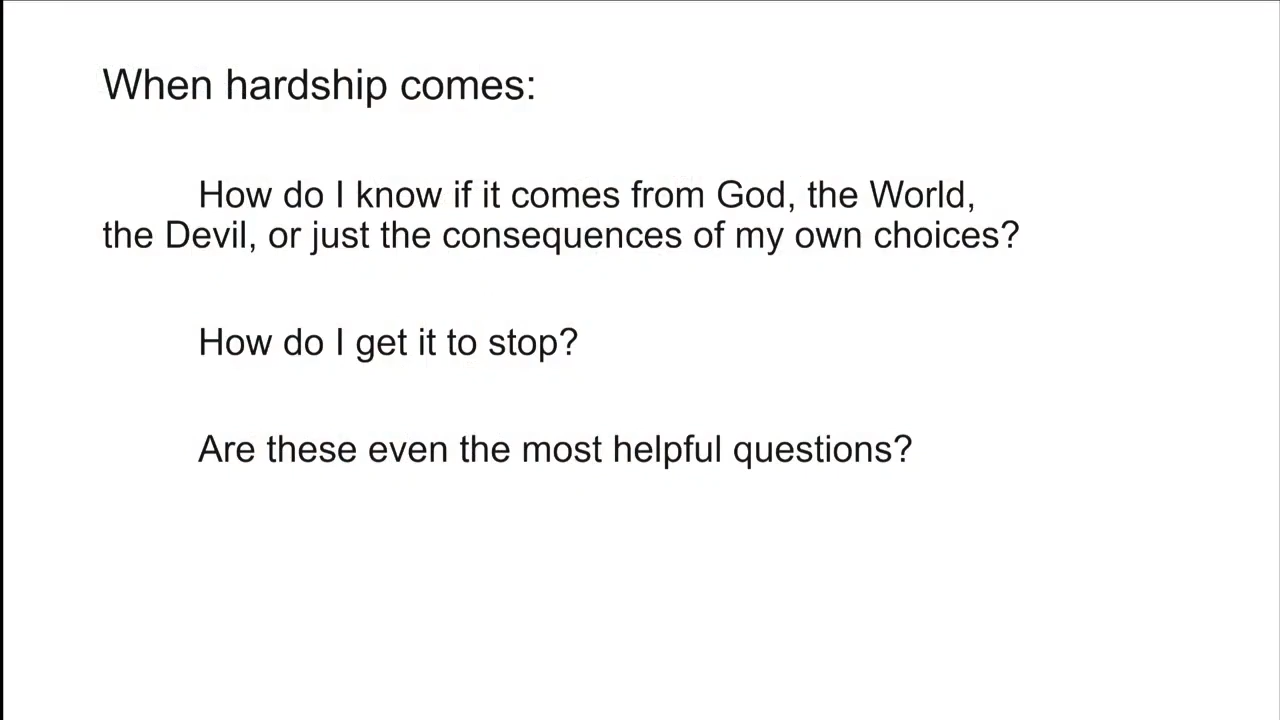 When hardship comes:
How do I know if it comes from God, the World,
the Devil, or just the consequences of my own choices?
How do I get it to stop?
Are these even the most helpful questions?